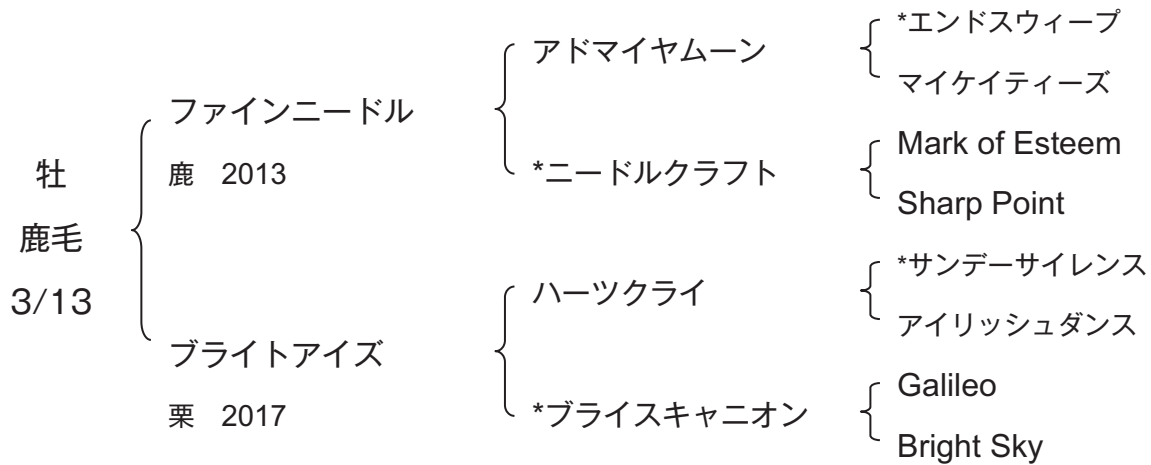 牡
鹿毛
3/13
ファインニードル
鹿 2013
ブライトアイズ
栗 2017
アドマイヤムーン
*ニードルクラフト
ハーツクライ
*ブライスキャニオン
*エンドスウィープ
マイケイティーズ
Mark of Esteem
Sharp Point
*サンデーサイレンス
アイリッシュダンス
Galileo
Bright Sky